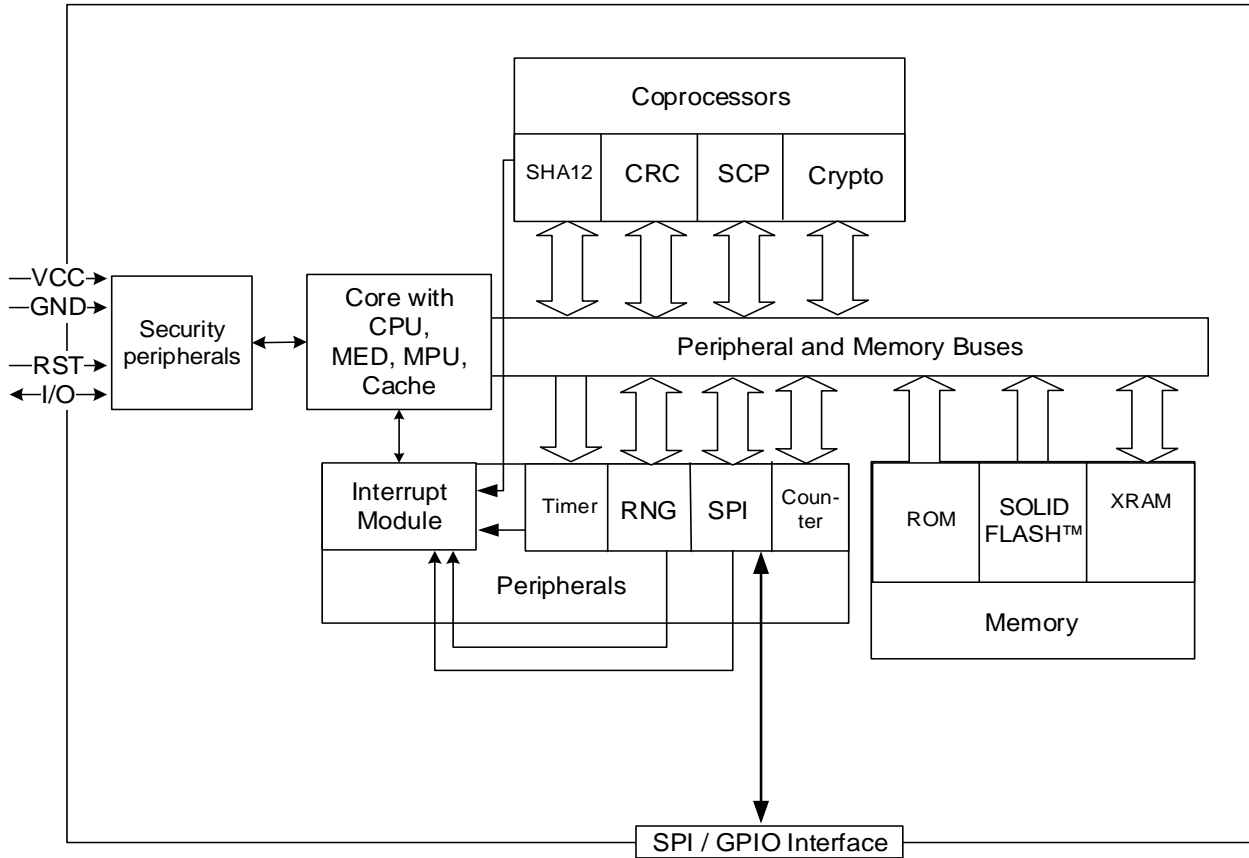 Coprocessors
SHA12
CRC
SCP
Crypto
VCC
GND
RST
I/O
Security
peripherals
Core with
CPU,
MED, MPU,
Cache
Peripheral and Memory Buses
Interrupt
Module
Timer
RNG
SPI
Coun-
ter
Peripherals
ROM
SOLID
FLASH™
XRAM
Memory
SPI / GPIO Interface